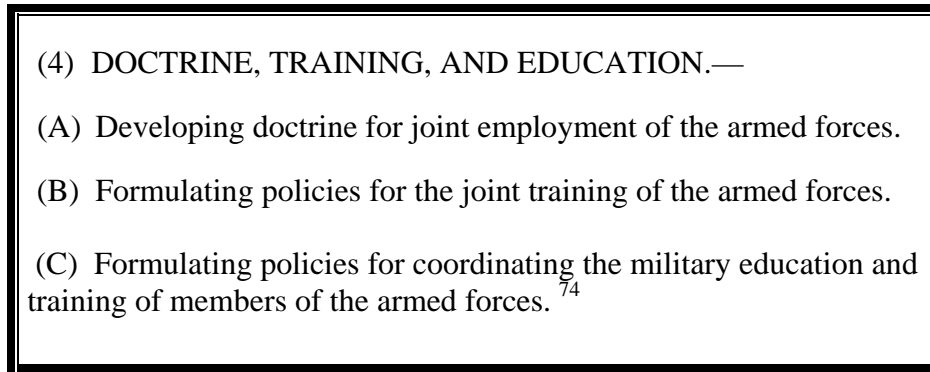 (4) DOCTRINE, TRAINING, AND EDUCATION.—
(A) Developing doctrine for joint employment of the armed forces.
(B) Formulating policies for the joint training of the armed forces.
(C) Formulating policies for coordinating the military education and
training of members of the armed forces. 74